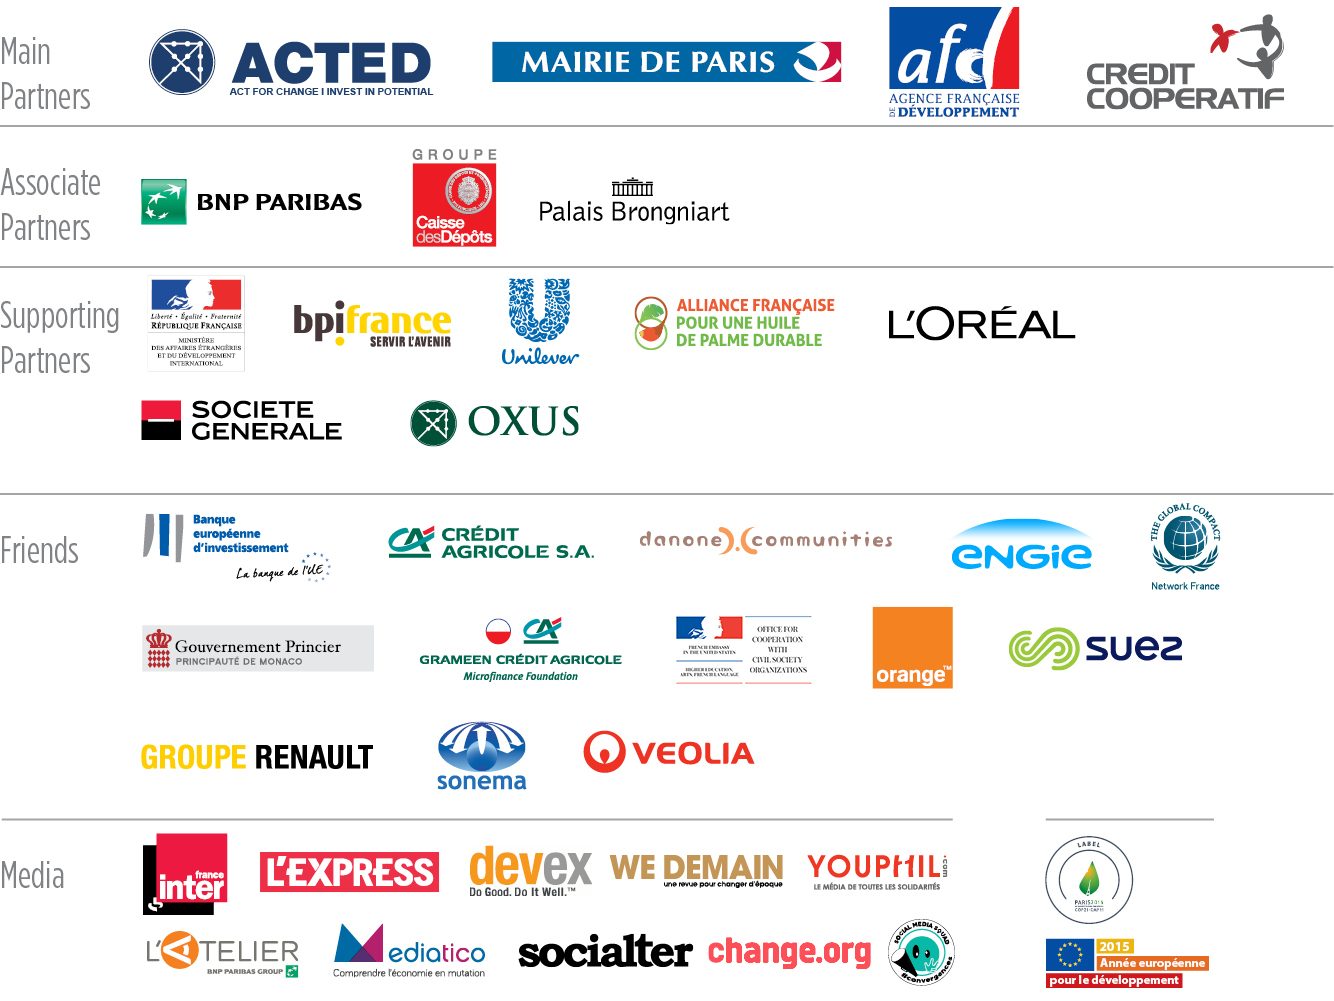 Main
Partners
ACTED
ACT FOR CHANGE I INVEST IN POTENTIAL
MAIRIE DE PARIS
afd
AGENCE FRANÇAISE
DE DÉVELOPPEMENT
CREDIT
COOPERATIF
Associate
Partners
BNP PARIBAS
GROUPE
Caisse
desDépôts
Palais Brongniart
Supporting
Partners
Liberté • Égalité • Fraternité
RÉPUBLIQUE FRANÇAISE
MINISTÈRE
DES AFFAIRES ÉTRANGÈRES
ET DU DÉVELOPPEMENT
INTERNATIONAL
bpifrance
SERVIR L'AVENIR
Unilever
ALLIANCE FRANÇAISE
POUR UNE HUILE
DE PALME DURABLE
L'ORÉAL
SOCIETE
GENERALE
OXUS
Friends
Banque
européenne
d'investissement
La banque de l'UE
CA CRÉDIT
AGRICOLE S.A.
danone communities
ENGIE
THE GLOBAL COMPACT
Network France
Gouvernement Princier
PRINCIPAUTÉ DE MONACO
CA
GRAMEEN CRÉDIT AGRICOLE
Microfinance Foundation
FRENCH EMBASSY
IN THE UNITED STATES
HIGHER EDUCATION,
ARTS, FRENCH LANGUAGE
OFFICE FOR
COOPERATION
WITH
CIVIL SOCIETY
ORGANIZATIONS
orange™
suez
GROUPE RENAULT
sonema
VEOLIA
Media
france
inter
L'EXPRESS
devex
Do Good. Do It Well.™
WE DEMAIN
une revue pour changer d'époque
YOUPHIL.com
LE MÉDIA DE TOUTES LES SOLIDARITÉS
LABEL
PARIS2015
COP21·CMP11
L'ATELIER
BNP PARIBAS GROUP
Mediatico
Comprendre l'économie en mutation
socialter
change.org
SOCIAL MEDIA SQUAD
#convergences
2015
Année européenne
pour le développement